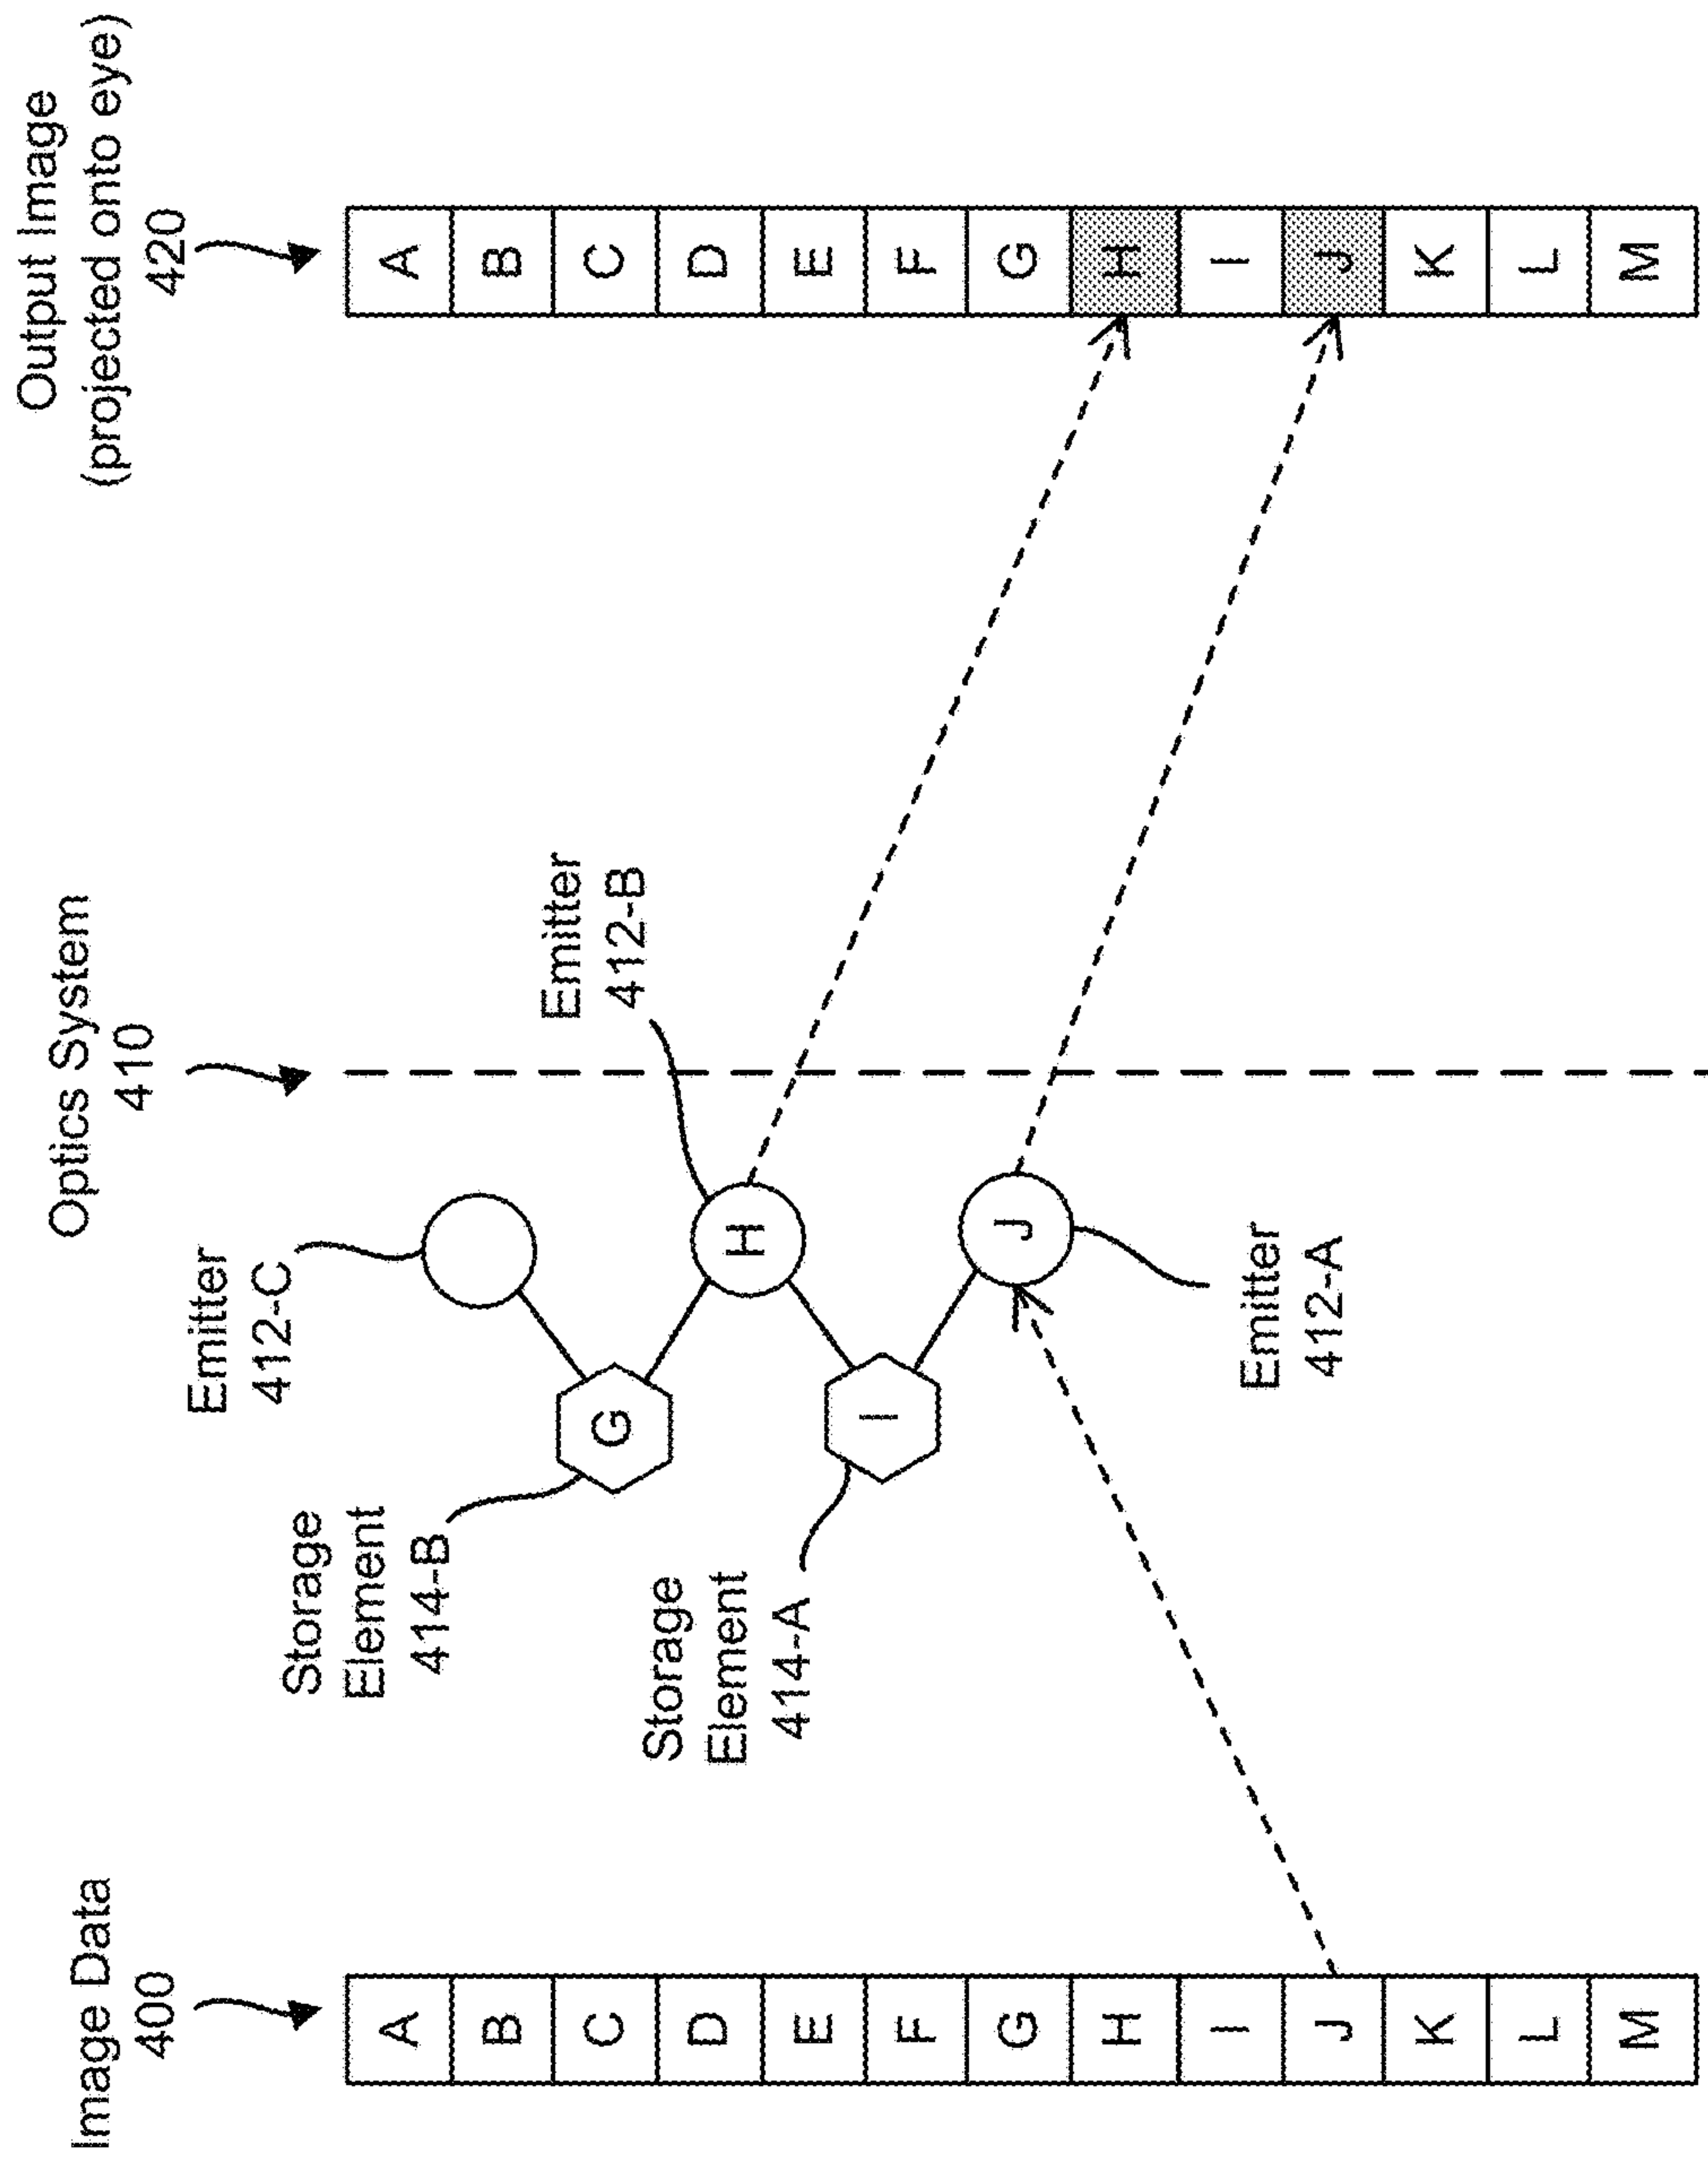 Image Data
400
A
B
C
D
E
F
G
H
I
J
K
L
M
Optics System
410
Storage
Element
414-B
Emitter
412-C
G
Storage
Element
414-A
I
H
Emitter
412-B
J
Emitter
412-A
Output Image
(projected onto eye)
420
A
B
C
D
E
F
G
H
I
J
K
L
M